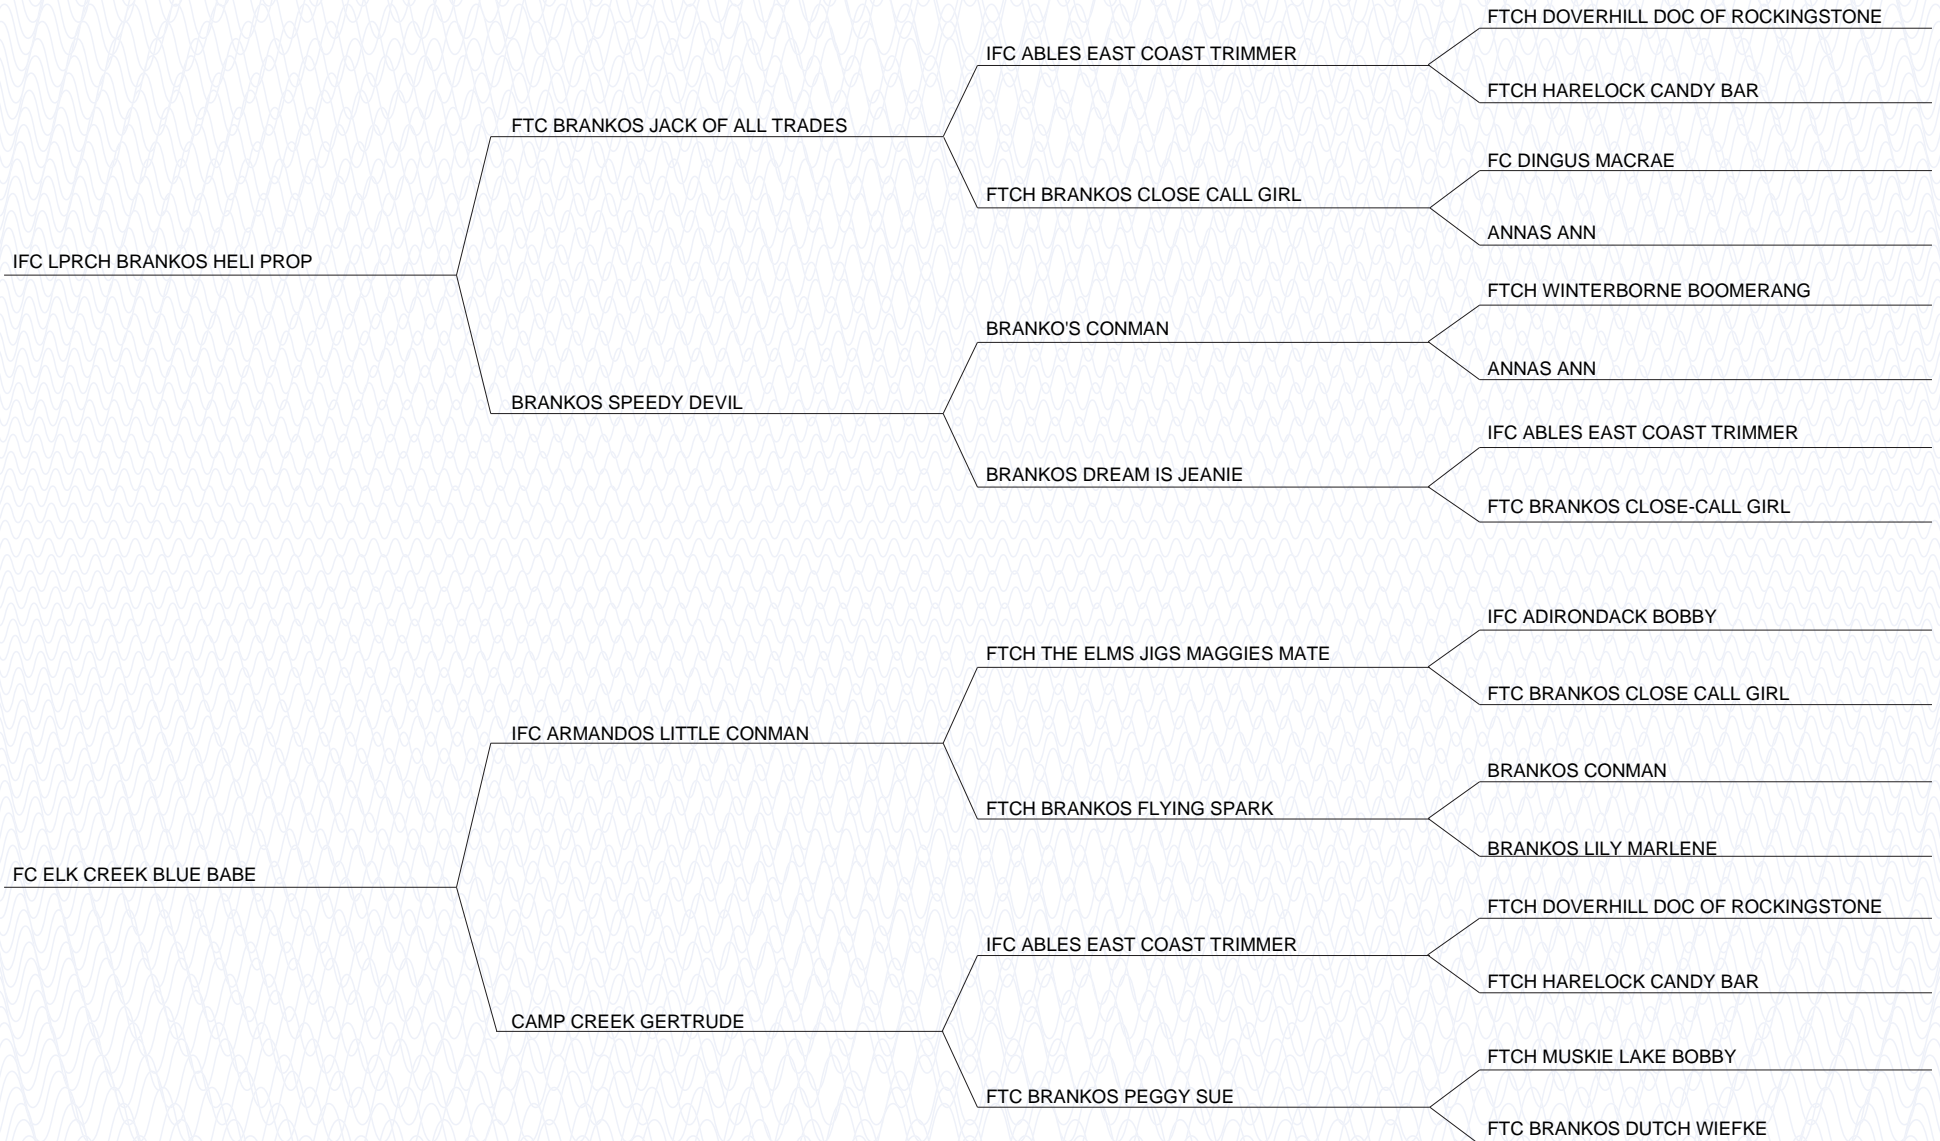 FTCH DOVERHILL DOC OF ROCKINGSTONE
IFC ABLES EAST COAST TRIMMER
FTCH HARELOCK CANDY BAR
FTC BRANKOS JACK OF ALL TRADES
FC DINGUS MACRAE
FTCH BRANKOS CLOSE CALL GIRL
ANNAS ANN
IFC LPRCH BRANKOS HELI PROP
FTCH WINTERBORNE BOOMERANG
BRANKO'S CONMAN
ANNAS ANN
BRANKOS SPEEDY DEVIL
IFC ABLES EAST COAST TRIMMER
BRANKOS DREAM IS JEANIE
FTC BRANKOS CLOSE-CALL GIRL
IFC ADIRONDACK BOBBY
FTCH THE ELMS JIGS MAGGIES MATE
FTC BRANKOS CLOSE CALL GIRL
IFC ARMANDOS LITTLE CONMAN
BRANKOS CONMAN
FTCH BRANKOS FLYING SPARK
BRANKOS LILY MARLENE
FC ELK CREEK BLUE BABE
FTCH DOVERHILL DOC OF ROCKINGSTONE
IFC ABLES EAST COAST TRIMMER
FTCH HARELOCK CANDY BAR
CAMP CREEK GERTRUDE
FTCH MUSKIE LAKE BOBBY
FTC BRANKOS PEGGY SUE
FTC BRANKOS DUTCH WIEFKE